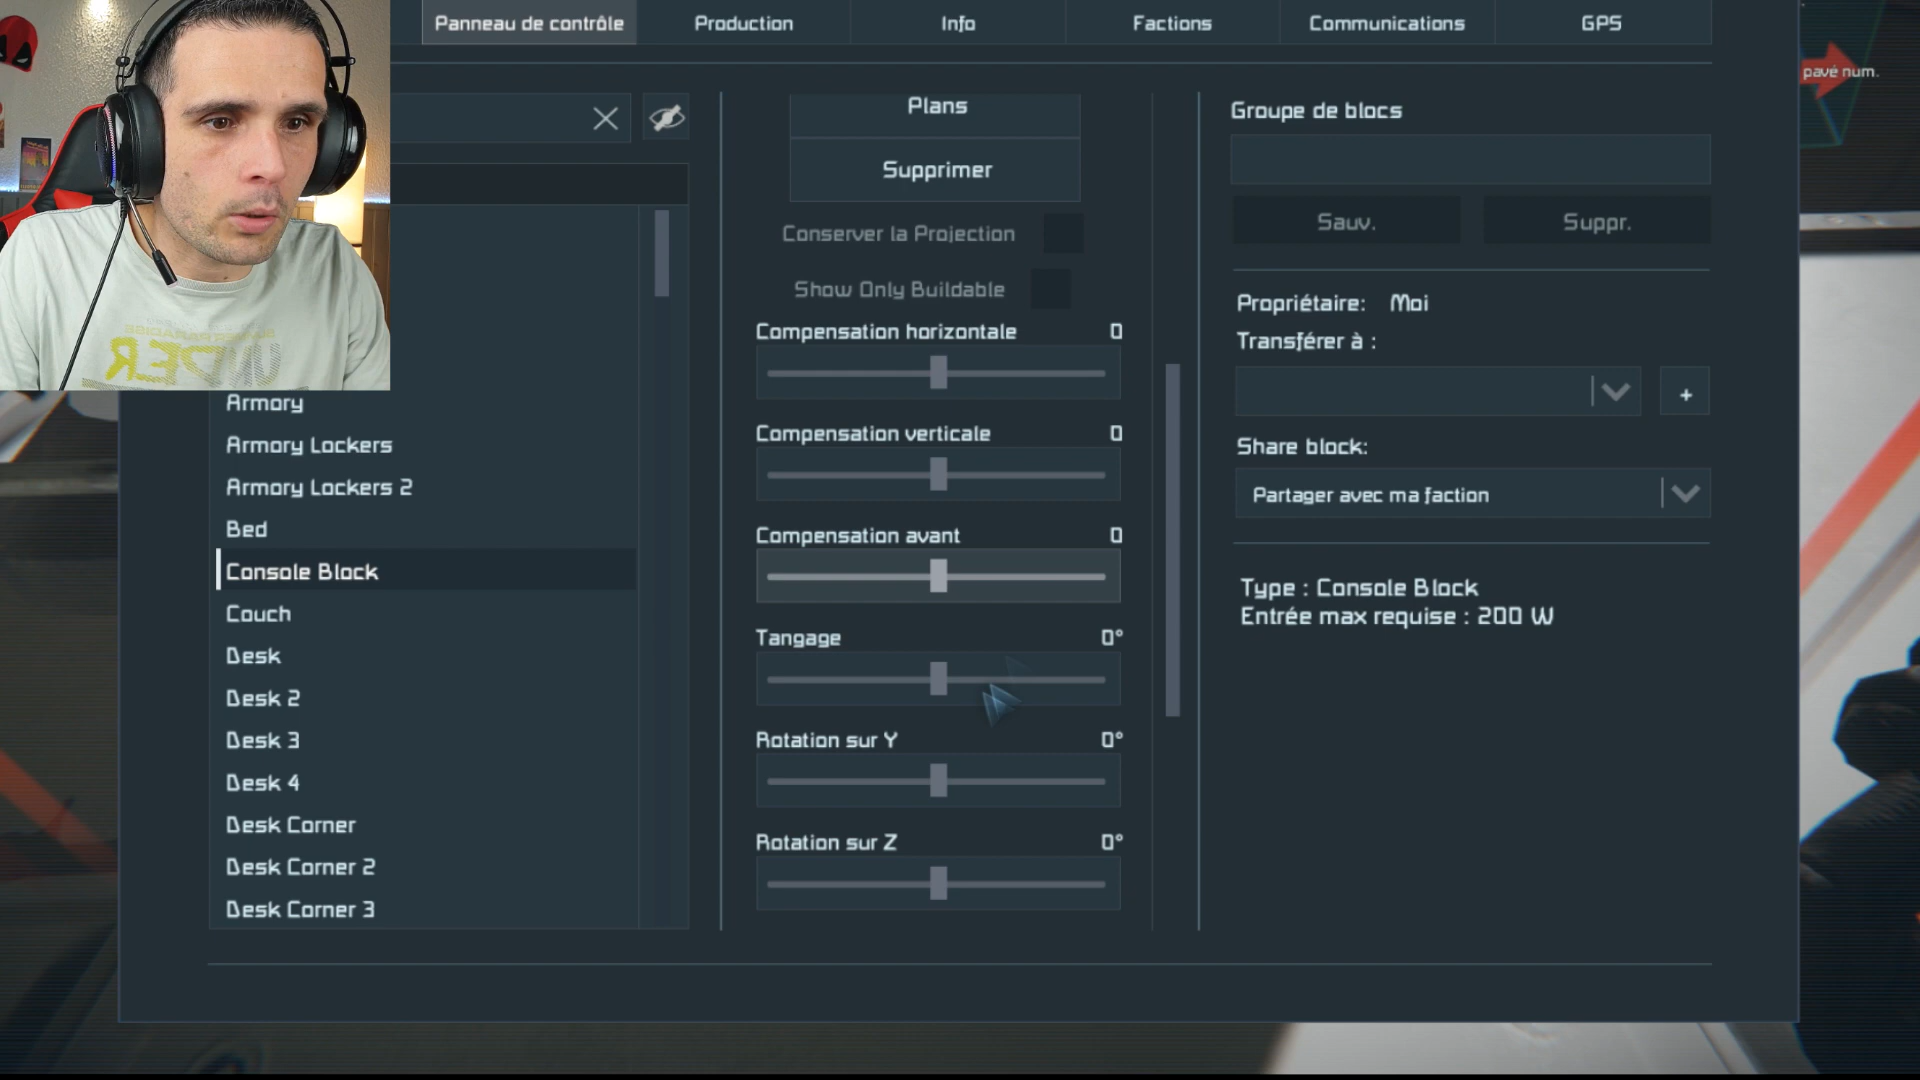 Panneau de contrôle
Production
Info
Factions
Communications
GPS
pavé num.
Plans
Supprimer
Conserver la Projection
Show Only Buildable
Compensation horizontale 0
Compensation verticale 0
Compensation avant 0
Tangage 0°
Rotation sur Y 0°
Rotation sur Z 0°
Armory
Armory Lockers
Armory Lockers 2
Bed
Console Block
Couch
Desk
Desk 2
Desk 3
Desk 4
Desk Corner
Desk Corner 2
Desk Corner 3
Groupe de blocs
Sauv.
Suppr.
Propriétaire: Moi
Transférer à :
+
Share block:
Partager avec ma faction
Type : Console Block
Entrée max requise : 200 W